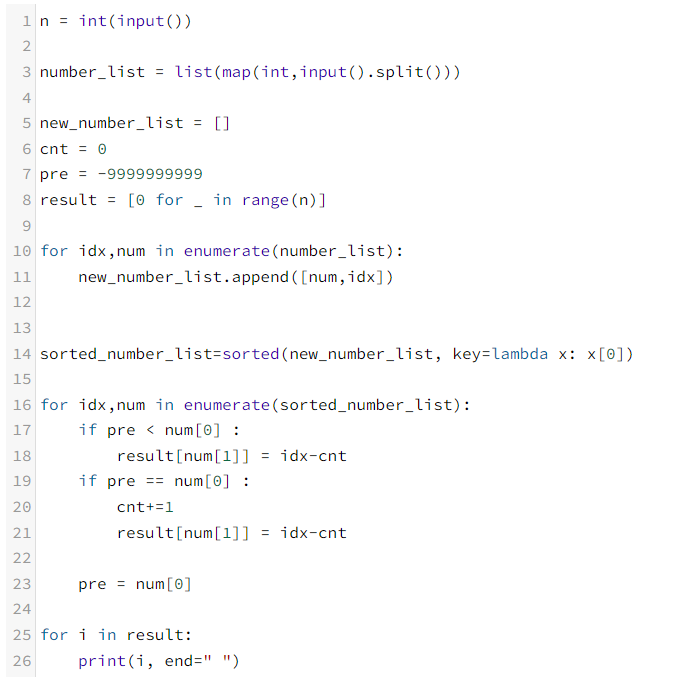 1 n = int(input())
2
3 number_list = list(map(int,input().split()))
4
5 new_number_list = []
6 cnt = 0
7 pre = -9999999999
8 result = [0 for _ in range(n)]
9
10 for idx,num in enumerate(number_list):
11     new_number_list.append([num,idx])
12
13
14 sorted_number_list=sorted(new_number_list, key=lambda x: x[0])
15
16 for idx,num in enumerate(sorted_number_list):
17     if pre < num[0] :
18         result[num[1]] = idx-cnt
19     if pre == num[0] :
20         cnt+=1
21         result[num[1]] = idx-cnt
22
23     pre = num[0]
24
25 for i in result:
26     print(i, end=" ")